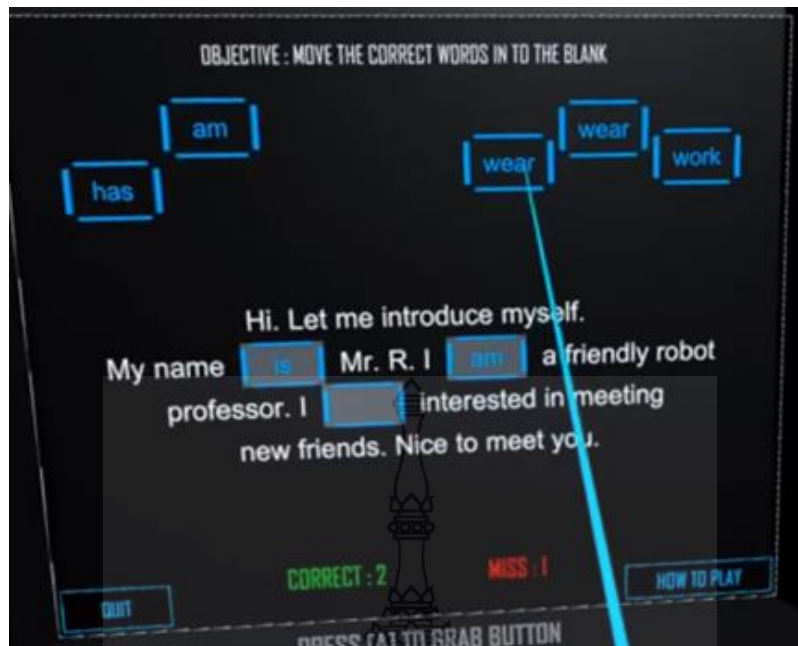 OBJECTIVE : MOVE THE CORRECT WORDS IN TO THE BLANK
am
wear
wear
work
has
Hi. Let me introduce myself.
My name is Mr. R. I am a friendly robot
professor. I interested in meeting
new friends. Nice to meet you.
CORRECT : 2 MISS : 1
QUIT
HOW TO PLAY
PRESS (A) TO GRAB BUTTON